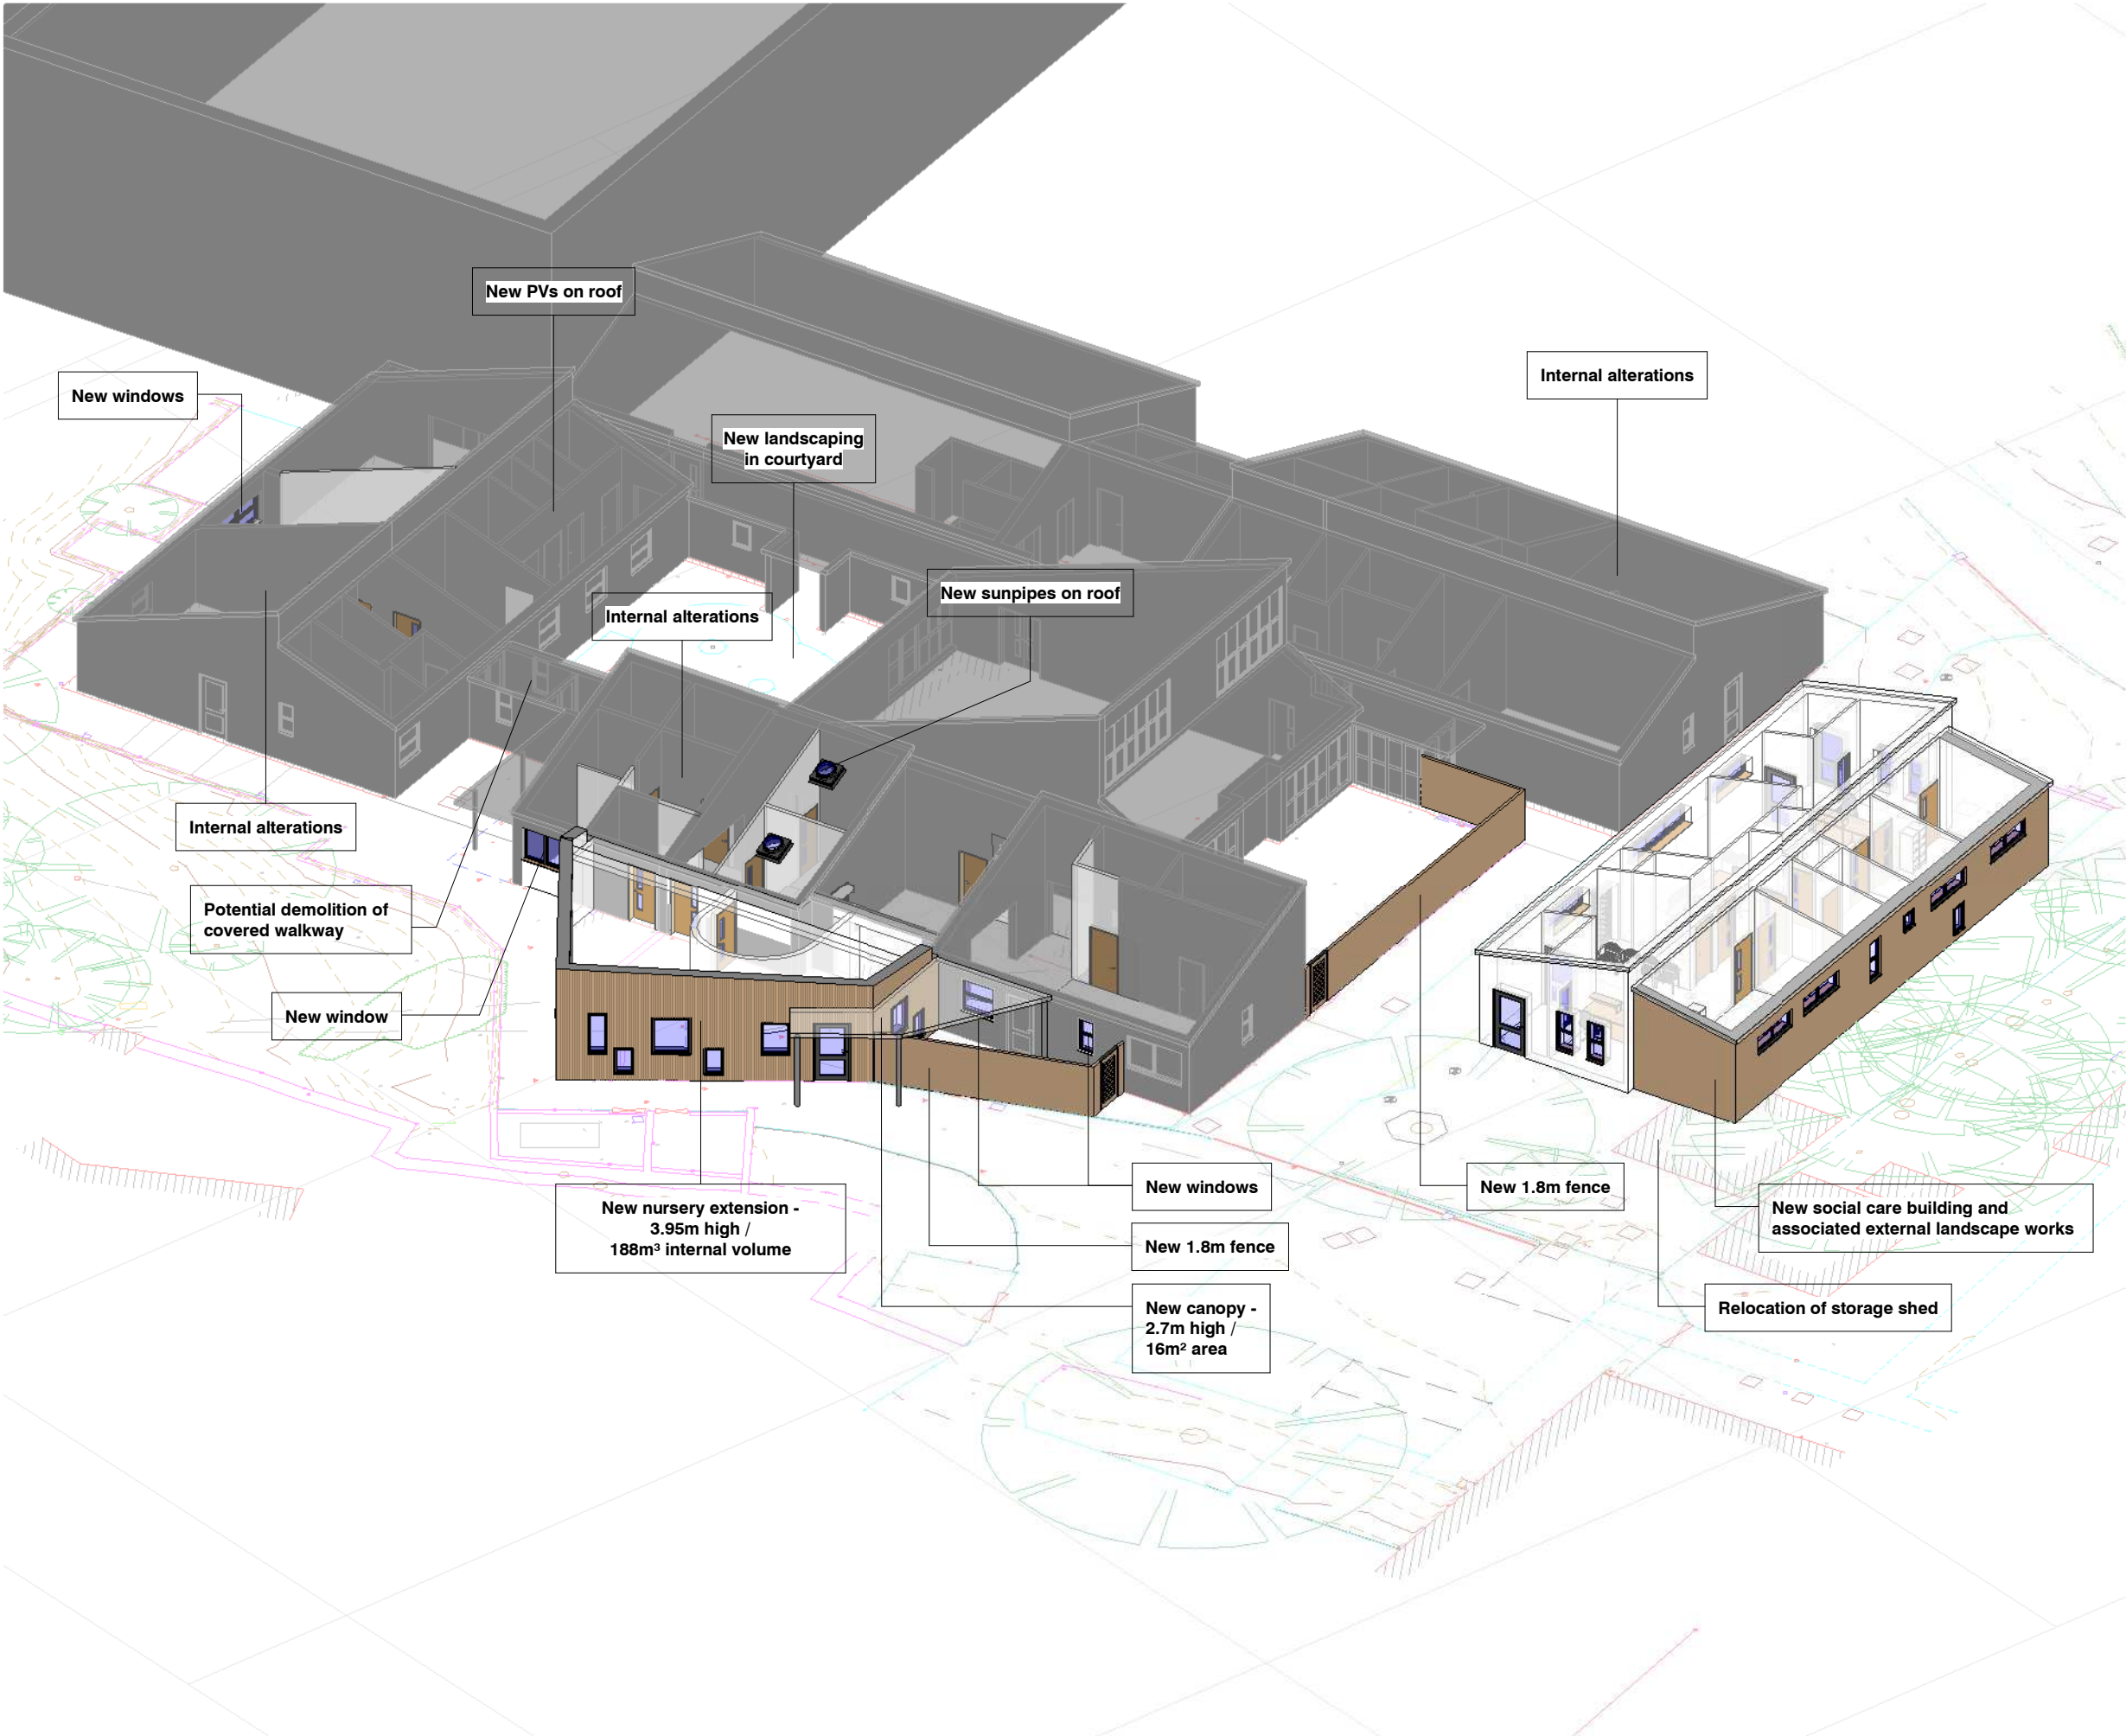 New PVs on roof
New windows
Internal alterations
New landscaping
in courtyard
New sunpipes on roof
Internal alterations
Internal alterations
Potential demolition of
covered walkway
New window
New nursery extension -
3.95m high /
188m³ internal volume
New windows
New 1.8m fence
New canopy -
2.7m high /
16m² area
New 1.8m fence
New social care building and
associated external landscape works
Relocation of storage shed